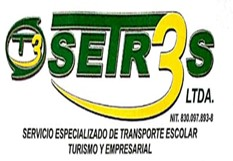 T3 SETR3S
LTDA.
NIT. 830.097.893-8
SERVICIO ESPECIALIZADO DE TRANSPORTE ESCOLAR
TURISMO Y EMPRESARIAL